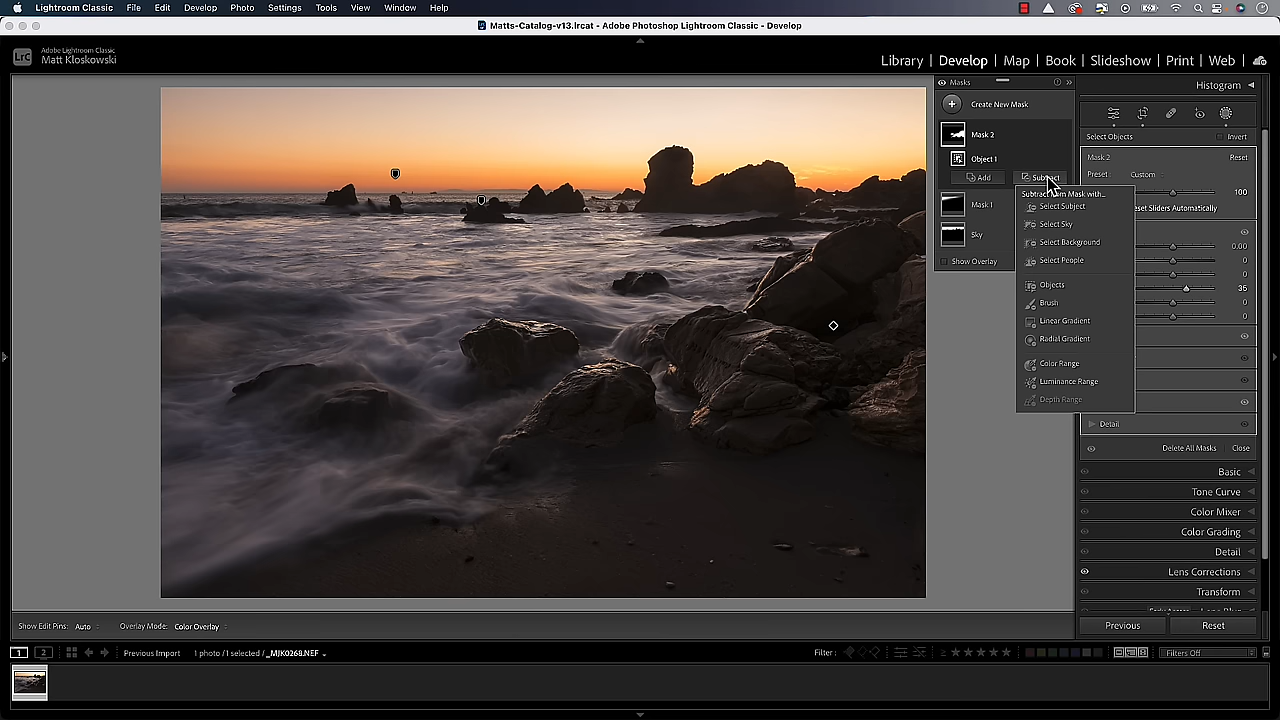 Lightroom Classic File Edit Develop Photo Settings Tools View Window Help
Matts-Catalog-v13.lrcat - Adobe Photoshop Lightroom Classic - Develop
LrC
Adobe Lightroom Classic
Matt Kloskowski
Library | Develop | Map | Book | Slideshow | Print | Web
Masks
Create New Mask
Mask 2
Object 1
Add Subtract
Mask 1
Sky
Show Overlay
Select Subject
Select Sky
Select Background
Select People
Objects
Brush
Linear Gradient
Radial Gradient
Color Range
Luminance Range
Depth Range
Histogram
Select Objects Invert
Mask 2 Reset
Preset : Custom
100
Reset Sliders Automatically
0.00
0
0
35
0
Detail
Delete All Masks Close
Basic
Tone Curve
Color Mixer
Color Grading
Detail
Lens Corrections
Transform
Previous Reset
Show Edit Pins: Auto Overlay Mode: Color Overlay
1 2 Previous Import 1 photo / 1 selected / _MJK0268.NEF
Filter : Filters Off